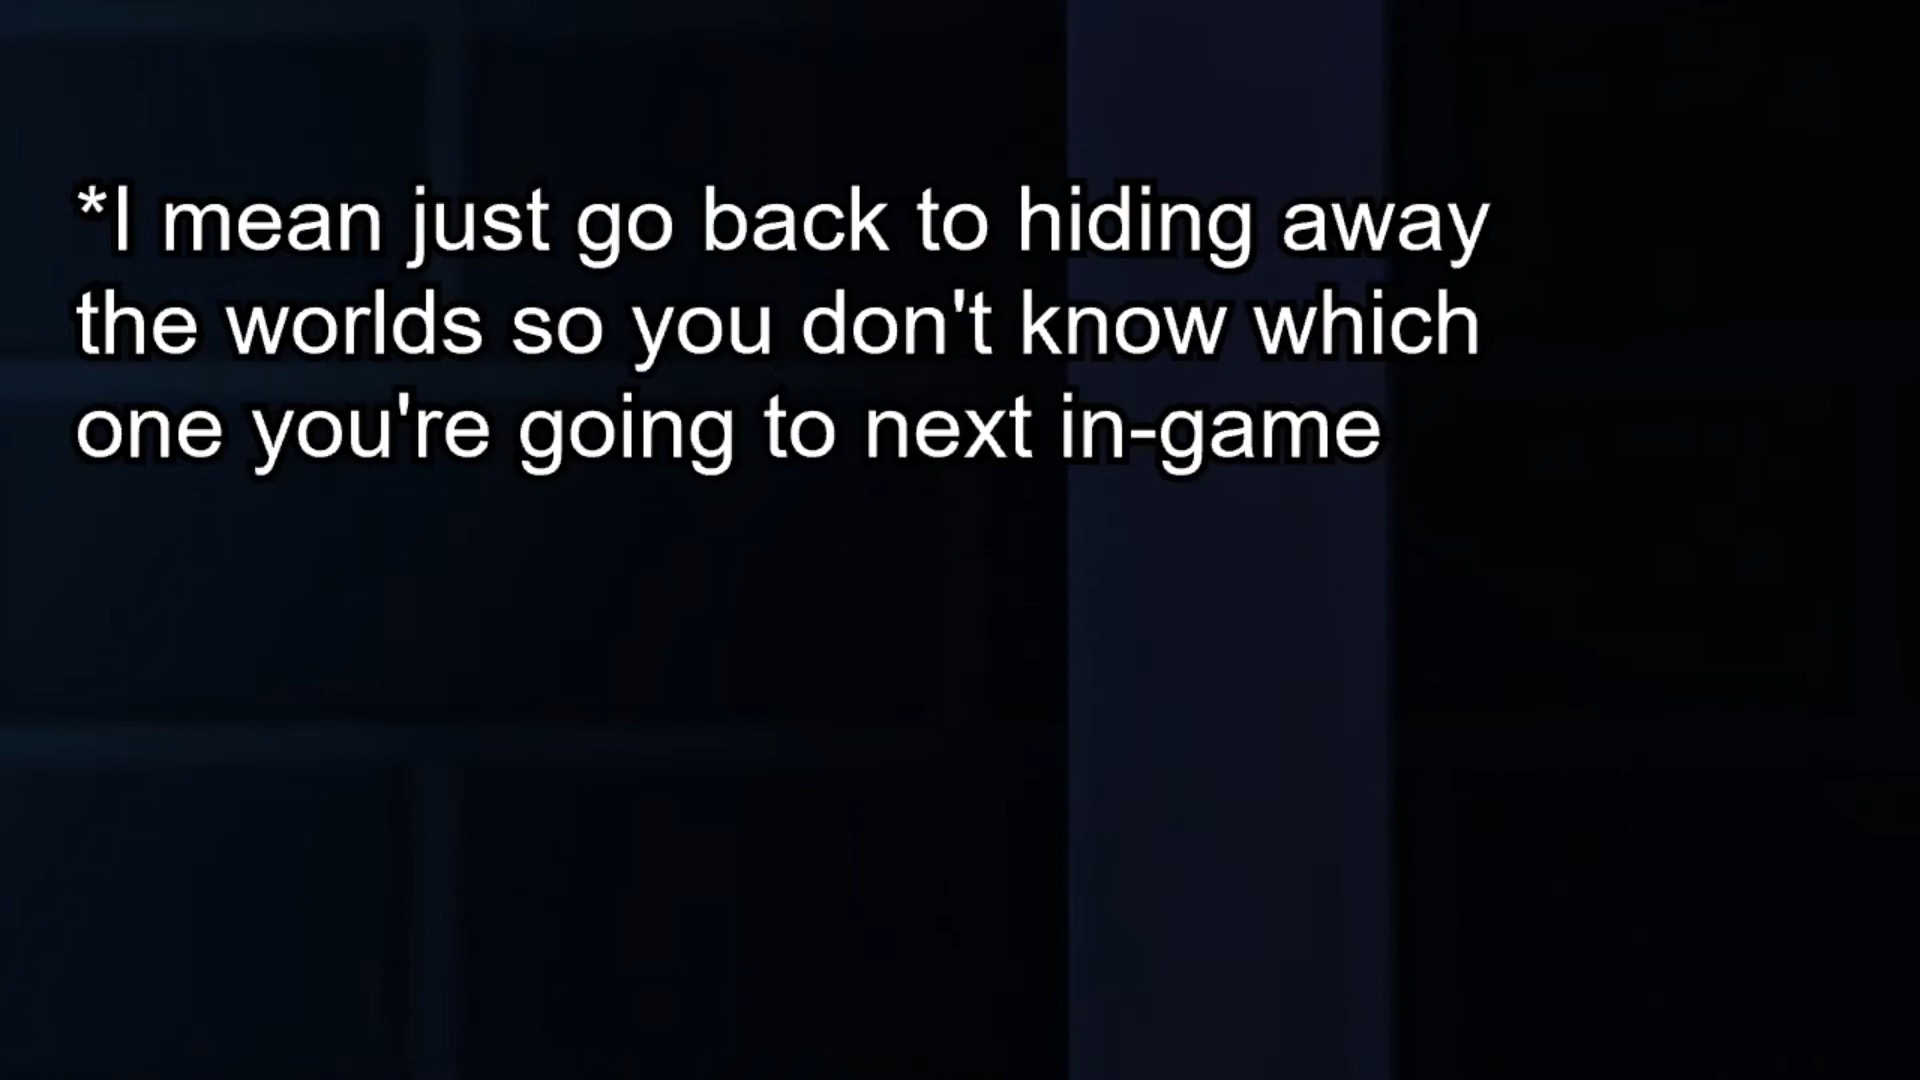 *I mean just go back to hiding away
the worlds so you don't know which
one you're going to next in-game